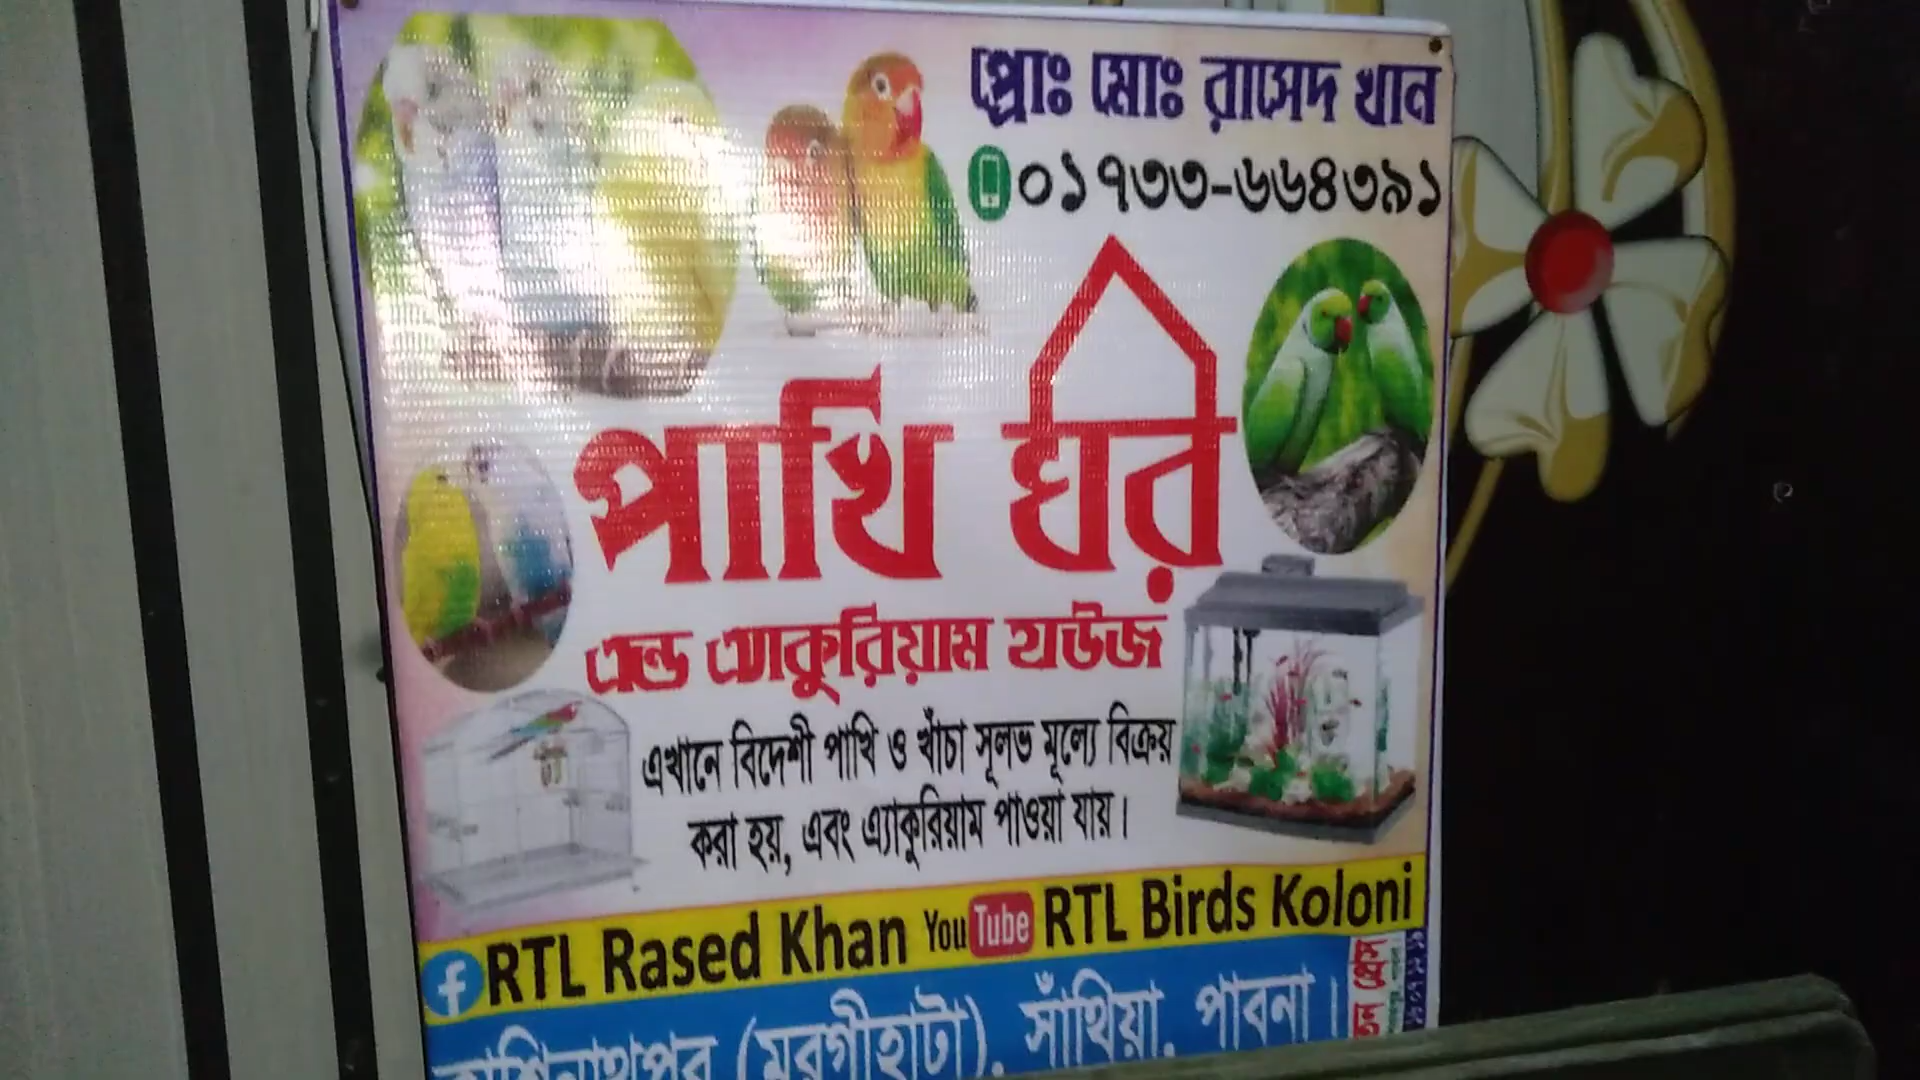 প্রোঃ মোঃ রাসেদ খান
০১৭৩৩-৬৬৪৩৯১
পাখি ঘর
এন্ড এ্যাকুরিয়াম হাউজ
এখানে বিদেশী পাখি ও খাঁচা সূলভ মূল্যে বিক্রয়
করা হয়, এবং এ্যাকুরিয়াম পাওয়া যায়।
RTL Rased Khan YouTube RTL Birds Koloni
কাশিনাথপুর (মুরগীহাটা), সাঁথিয়া, পাবনা।